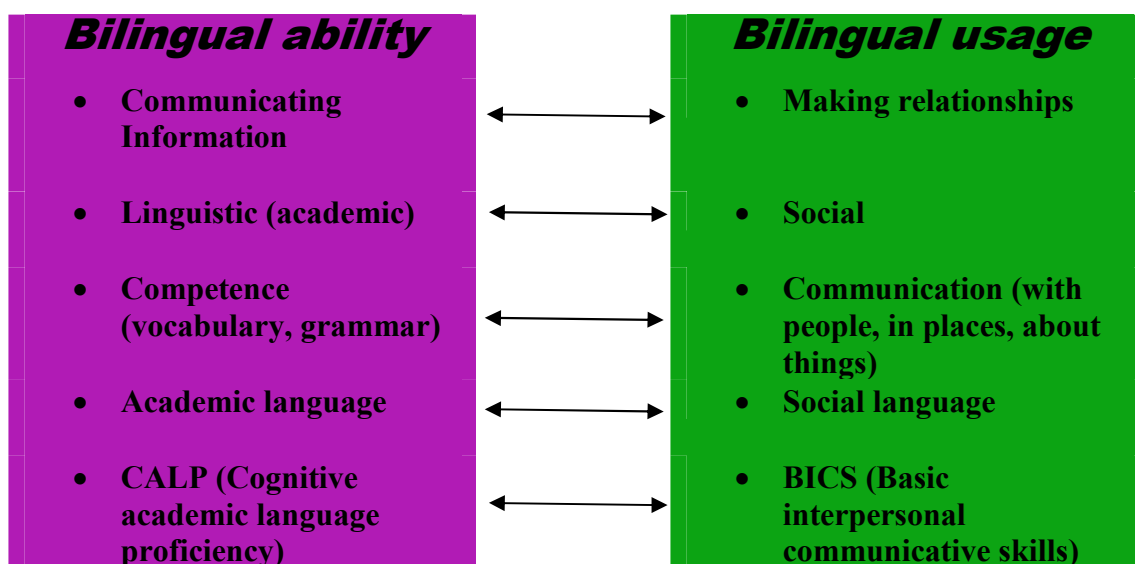 Bilingual ability
• Communicating
Information
• Linguistic (academic)
• Competence
(vocabulary, grammar)
• Academic language
• CALP (Cognitive
academic language
proficiency)
Bilingual usage
• Making relationships
• Social
• Communication (with
people, in places, about
things)
• Social language
• BICS (Basic
interpersonal
communicative skills)